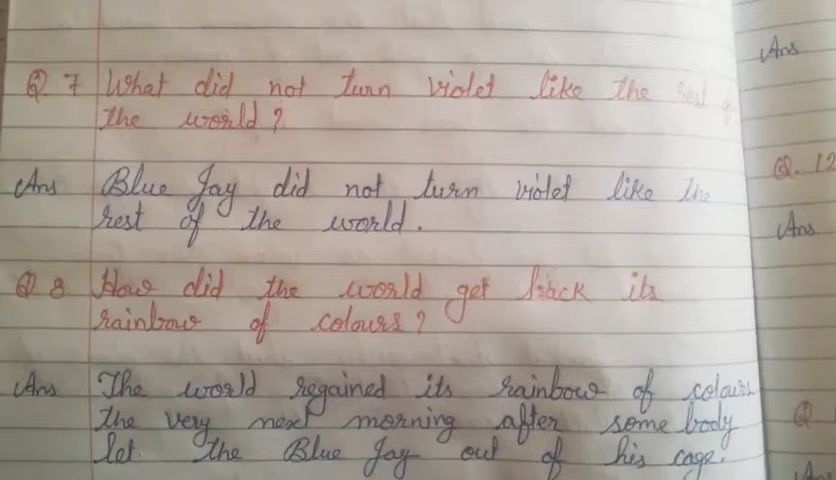 Q. 7 What did not turn violet like the rest
the world?
Ans Blue Jay did not turn violet like the
rest of the world.
Q 8 How did the world get back its
rainbow of colours?
Ans The world regained its rainbow of colours
the very next morning after some body
let the Blue Jay out of his cage.
Ans
Q. 12
Ans
Q
Ans